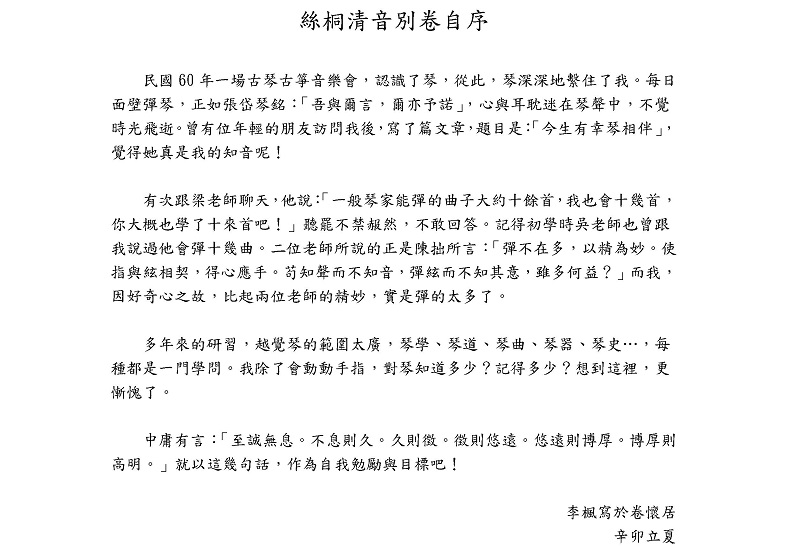 絲桐清音別卷自序
民國 60 年一場古琴古箏音樂會，認識了琴，從此，琴深深地繫住了我。每日
面壁彈琴，正如張岱琴銘：「吾與爾言，爾亦予諾」，心與耳耽迷在琴聲中，不覺
時光飛逝。曾有位年輕的朋友訪問我後，寫了篇文章，題目是：「今生有幸琴相伴」，
覺得她真是我的知音呢！
有次跟梁老師聊天，他說：「一般琴家能彈的曲子大約十餘首，我也會十幾首，
你大概也學了十來首吧！」聽罷不禁赧然，不敢回答。記得初學時吳老師也曾跟
我說過他會彈十幾曲。二位老師所說的正是陳拙所言：「彈不在多，以精為妙。使
指與絃相契，得心應手。苟知聲而不知音，彈絃而不知其意，雖多何益？」而我，
因好奇心之故，比起兩位老師的精妙，實是彈的太多了。
多年來的研習，越覺琴的範圍太廣，琴學、琴道、琴曲、琴器、琴史…，每
種都是一門學問。我除了會動動手指，對琴知道多少？記得多少？想到這裡，更
慚愧了。
中庸有言：「至誠無息。不息則久。久則徵。徵則悠遠。悠遠則博厚。博厚則
高明。」就以這幾句話，作為自我勉勵與目標吧！
李楓寫於卷懷居
辛卯立夏